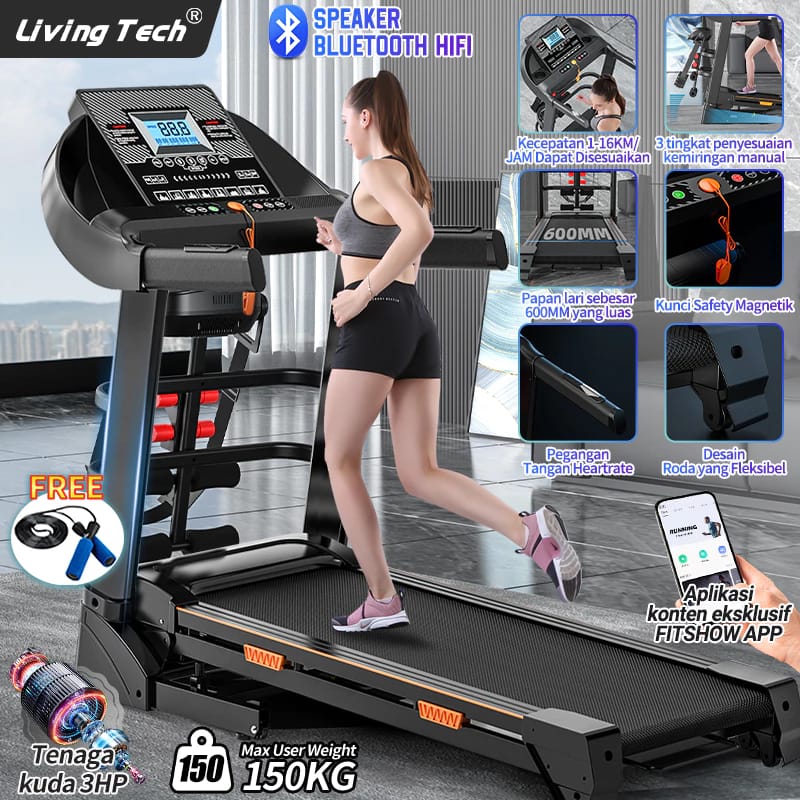 Living Tech®
SPEAKER
BLUETOOTH HIFI
88.8
Kecepatan 1-16KM/
JAM Dapat Disesuaikan
3 tingkat penyesuaian
kemiringan manual
600MM
Papan lari sebesar
600MM yang luas
Kunci Safety Magnetik
Pegangan
Tangan Heartrate
Desain
Roda yang Fleksibel
FREE
RUNNING
Aplikasi
konten eksklusif
FITSHOW APP
Tenaga
kuda 3HP
150
Max User Weight
150KG